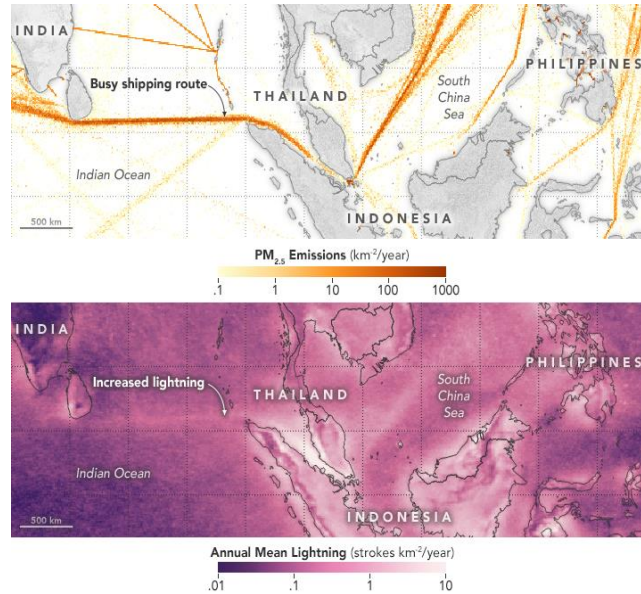 INDIA
PHILIPPINES
Busy shipping route
THAILAND
South
China
Sea
Indian Ocean
INDONESIA
500 km
PM2.5 Emissions (km-2/year)
.1 1 10 100 1000
INDIA
PHILIPPINES
Increased lightning
THAILAND
South
China
Sea
Indian Ocean
INDONESIA
500 km
Annual Mean Lightning (strokes km-2/year)
.01 .1 1 10